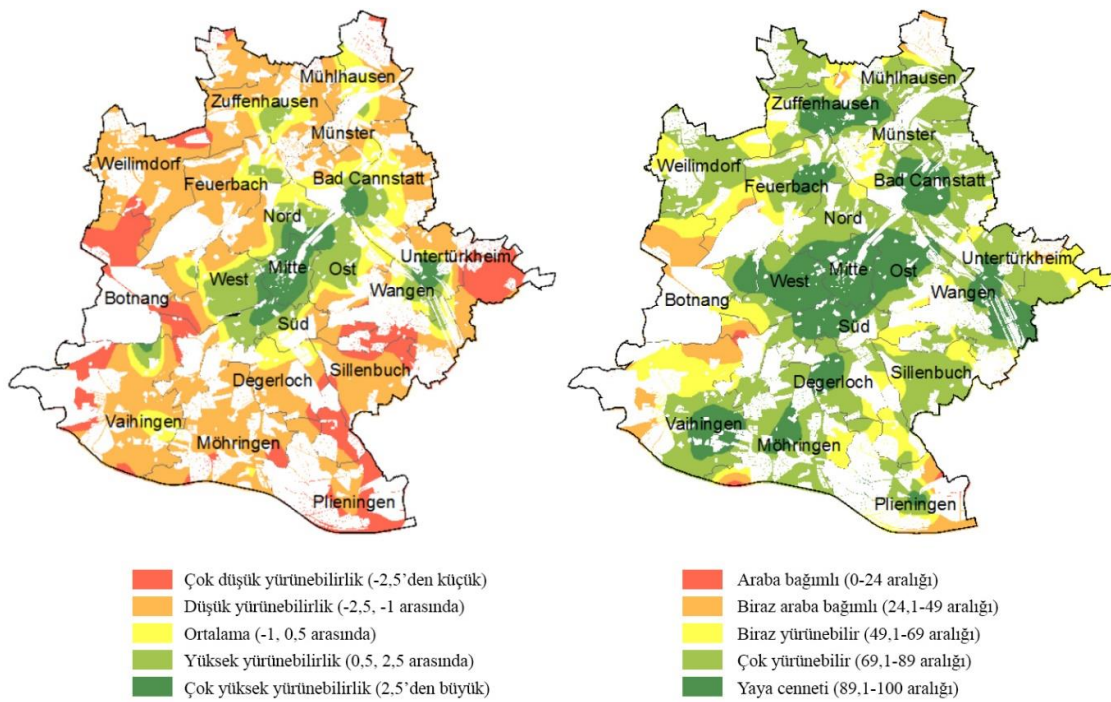 Mühlhausen
Zuffenhausen
Münster
Weilimdorf
Feuerbach
Bad Cannstatt
Nord
Untertürkheim
West
Mitte
Ost
Botnang
Wangen
Süd
Degerloch
Sillenbuch
Vaihingen
Möhringen
Plieningen
Çok düşük yürünebilirlik (-2,5’den küçük)
Düşük yürünebilirlik (-2,5, -1 arasında)
Ortalama (-1, 0,5 arasında)
Yüksek yürünebilirlik (0,5, 2,5 arasında)
Çok yüksek yürünebilirlik (2,5’den büyük)
Mühlhausen
Zuffenhausen
Münster
Weilimdorf
Feuerbach
Bad Cannstatt
Nord
Untertürkheim
West
Mitte
Ost
Botnang
Wangen
Süd
Degerloch
Sillenbuch
Vaihingen
Möhringen
Plieningen
Araba bağımlı (0-24 aralığı)
Biraz araba bağımlı (24,1-49 aralığı)
Biraz yürünebilir (49,1-69 aralığı)
Çok yürünebilir (69,1-89 aralığı)
Yaya cenneti (89,1-100 aralığı)